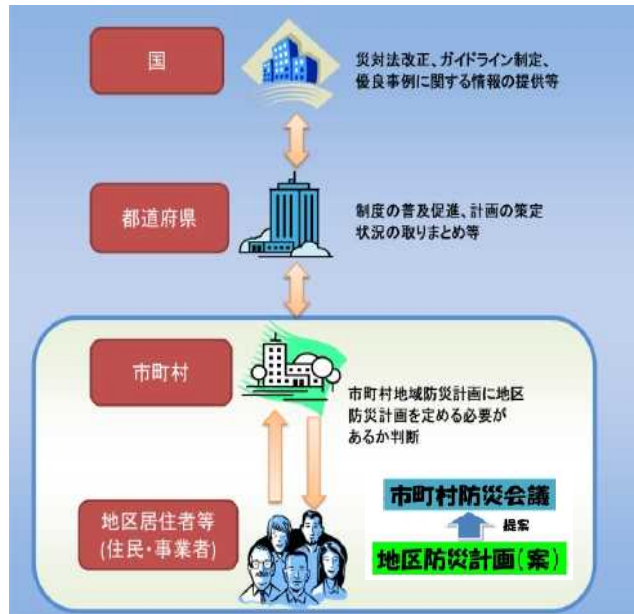 国
災対法改正、ガイドライン制定、
優良事例に関する情報の提供等
都道府県
制度の普及促進、計画の策定
状況の取りまとめ等
市町村
市町村地域防災計画に地区
防災計画を定める必要が
あるか判断
地区居住者等
(住民・事業者)
市町村防災会議
提案
地区防災計画(案)